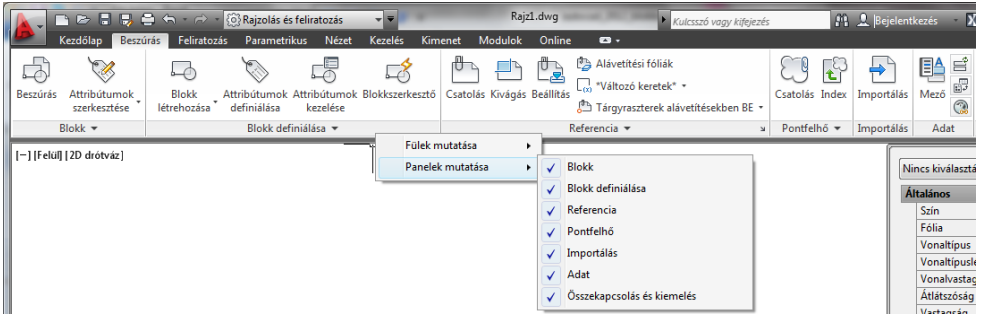 Rajzolás és feliratozás
Rajz1.dwg
Kulcsszó vagy kifejezés
Bejelentkezés
Kezdőlap Beszúrás Feliratozás Parametrikus Nézet Kezelés Kimenet Modulok Online
Beszúrás
Attribútumok szerkesztése
Blokk létrehozása
Attribútumok definiálása
Attribútumok kezelése
Blokkszerkesztő
Csatolás Kivágás Beállítás
Alávetítési fóliák
*Változó keretek*
Tárgyraszterek alávetítésekben BE
Csatolás Index
Importálás
Mező
Blokk
Blokk definiálása
Referencia
Pontfelhő
Importálás
Adat
[−] [Felül] [2D drótváz]
Fülek mutatása
Panelek mutatása
Blokk
Blokk definiálása
Referencia
Pontfelhő
Importálás
Adat
Összekapcsolás és kiemelés
Nincs kiválasztá
Általános
Szín
Fólia
Vonaltípus
Vonaltípusle
Vonalvastag
Átlátszóság
Vastagság